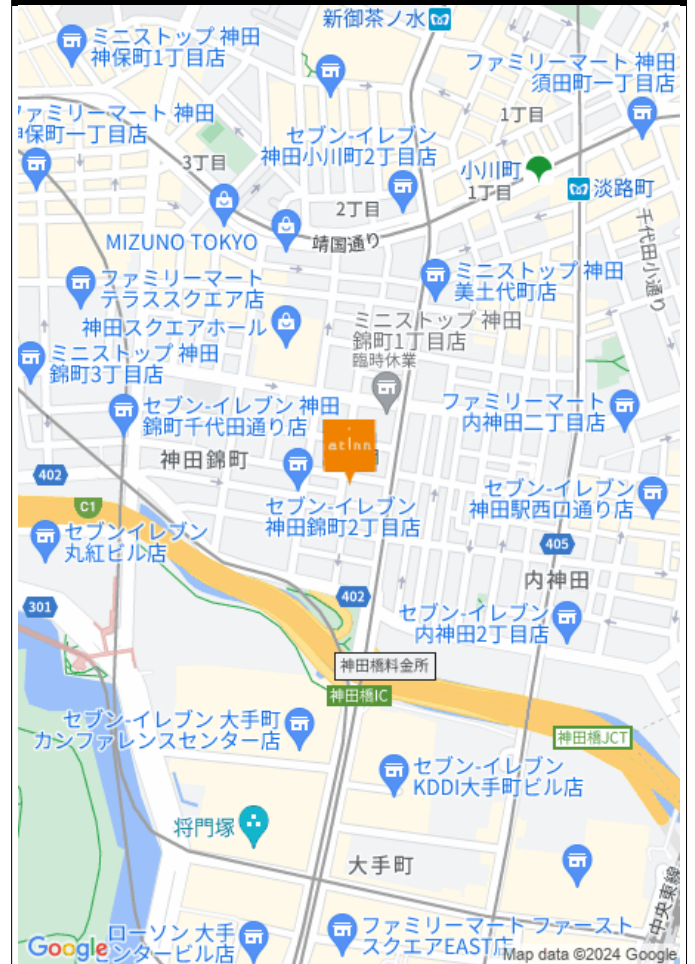 新御茶ノ水
ミニストップ 神田
神保町1丁目店
ファミリーマート 神田
須田町一丁目店
ファミリーマート 神田
神保町一丁目店
1丁目
セブン-イレブン
神田小川町2丁目店
3丁目
小川町
1丁目
淡路町
2丁目
MIZUNO TOKYO
靖国通り
千代田小通り
ファミリーマート
テラススクエア店
ミニストップ 神田
美土代町店
神田スクエアホール
ミニストップ 神田
錦町1丁目店
臨時休業
ミニストップ 神田
錦町3丁目店
セブン-イレブン 神田
錦町千代田通り店
ファミリーマート
内神田二丁目店
at Inn
神田錦町
402
セブン-イレブン
神田錦町2丁目店
セブン-イレブン
神田駅西口通り店
C1
セブンイレブン
丸紅ビル店
405
内神田
301
402
セブン-イレブン
内神田2丁目店
神田橋料金所
神田橋IC
セブン-イレブン 大手町
カンファレンスセンター店
神田橋JCT
セブン-イレブン
KDDI大手町ビル店
将門塚
大手町
中央東線
ローソン 大手
センタービル店
ファミリーマート ファースト
スクエアEAST店
Google
Map data ©2024 Google